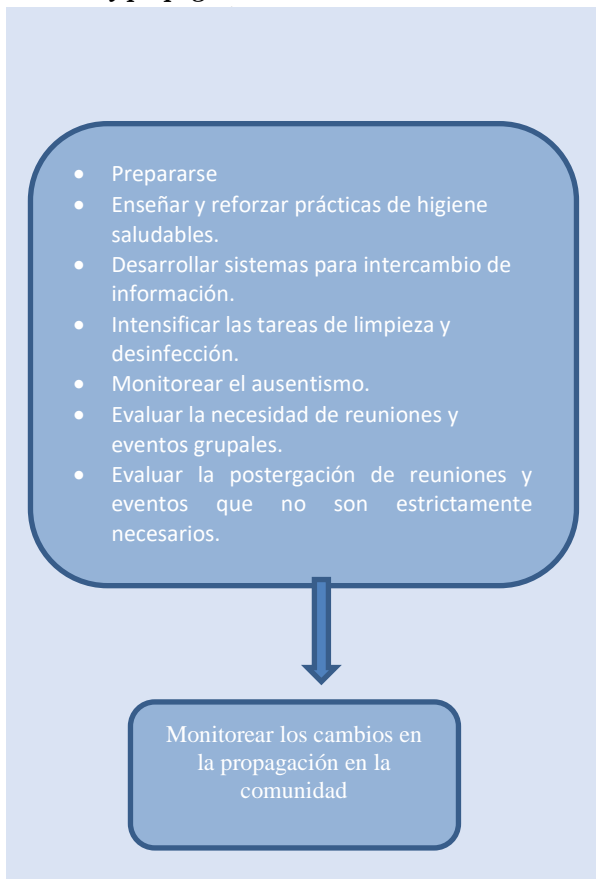 • Prepararse
• Enseñar y reforzar prácticas de higiene
saludables.
• Desarrollar sistemas para intercambio de
información.
• Intensificar las tareas de limpieza y
desinfección.
• Monitorear el ausentismo.
• Evaluar la necesidad de reuniones y
eventos grupales.
• Evaluar la postergación de reuniones y
eventos que no son estrictamente
necesarios.
Monitorear los cambios en
la propagación en la
comunidad